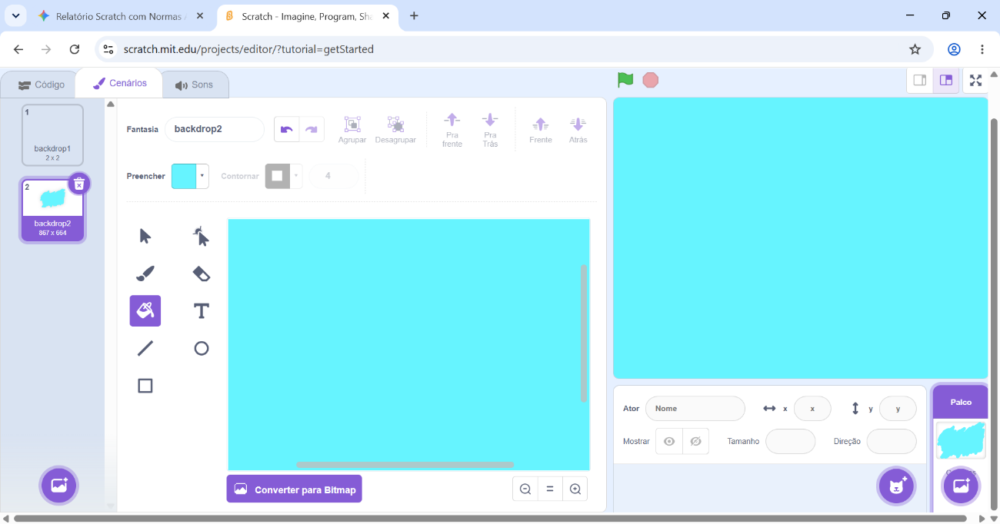 Relatório Scratch com Normas
Scratch - Imagine, Program, Sha
scratch.mit.edu/projects/editor/?tutorial=getStarted
Código
Cenários
Sons
1
backdrop1
2 x 2
2
backdrop2
867 x 664
Fantasia
backdrop2
Agrupar
Desagrupar
Pra
frente
Pra
Trás
Frente
Atrás
Preencher
Contornar
4
T
Converter para Bitmap
=
Ator
Nome
x
x
y
y
Mostrar
Tamanho
Direção
Palco